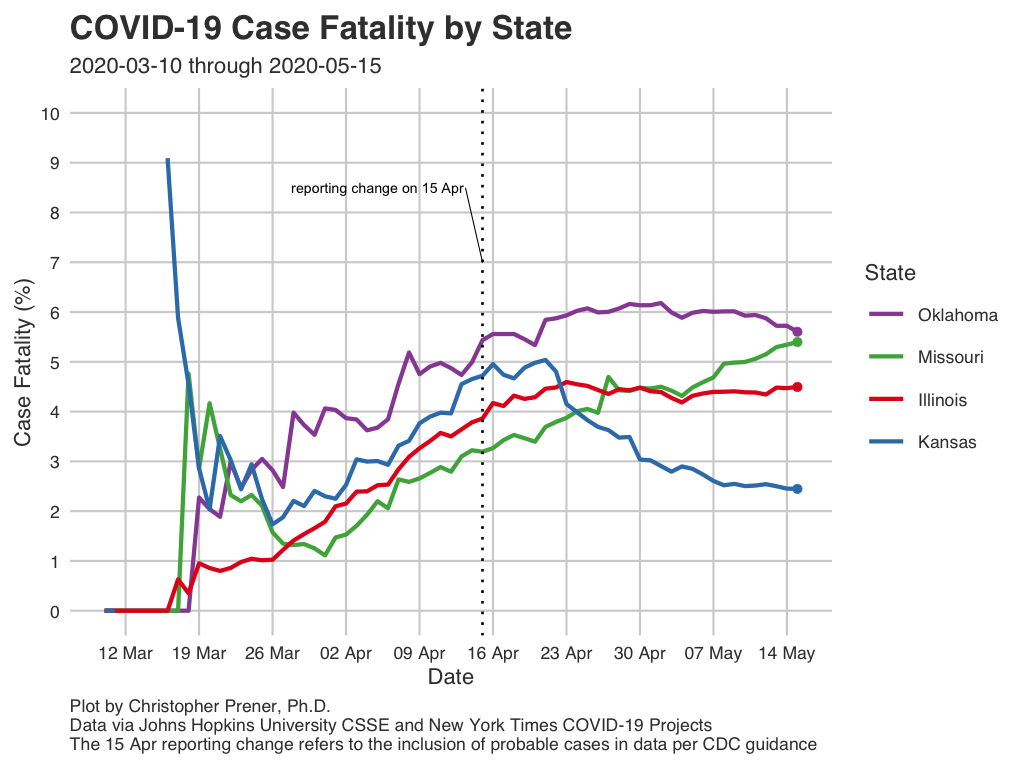 COVID-19 Case Fatality by State
2020-03-10 through 2020-05-15
10
9
8
7
6
5
4
3
2
1
0
Case Fatality (%)
reporting change on 15 Apr
12 Mar 19 Mar 26 Mar 02 Apr 09 Apr 16 Apr 23 Apr 30 Apr 07 May 14 May
Date
State
Oklahoma
Missouri
Illinois
Kansas
Plot by Christopher Prener, Ph.D.
Data via Johns Hopkins University CSSE and New York Times COVID-19 Projects
The 15 Apr reporting change refers to the inclusion of probable cases in data per CDC guidance